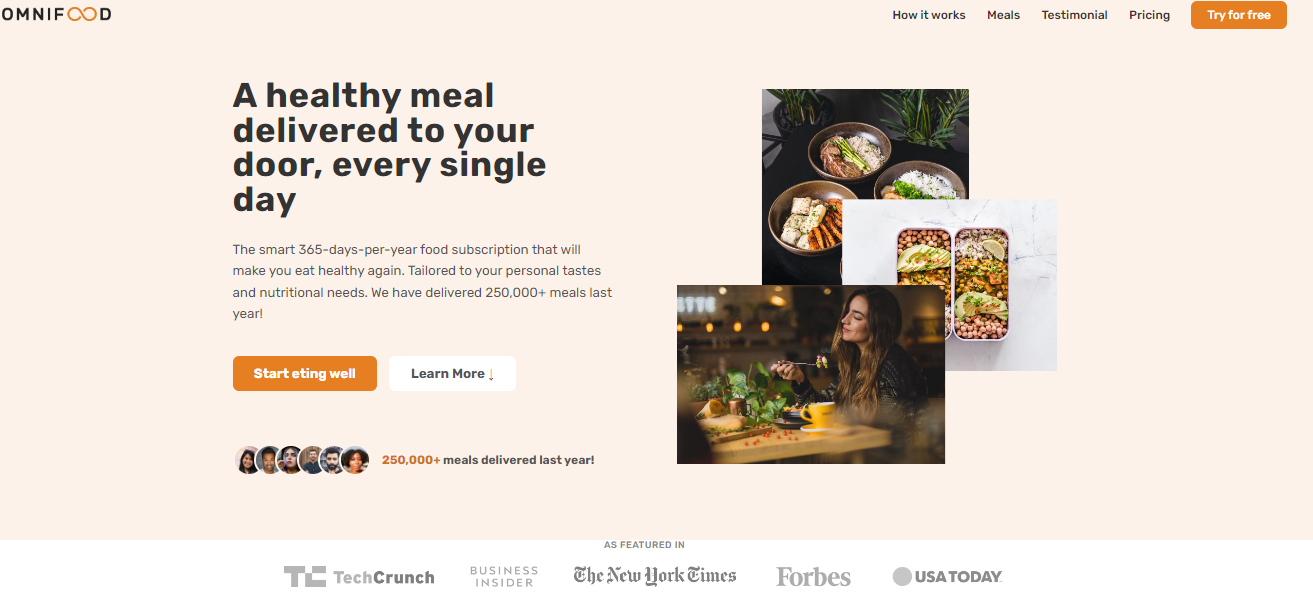 OMNIFOOD
How it works Meals Testimonial Pricing Try for free
A healthy meal
delivered to your
door, every single
day
The smart 365-days-per-year food subscription that will
make you eat healthy again. Tailored to your personal tastes
and nutritional needs. We have delivered 250,000+ meals last
year!
Start eting well Learn More ↓
250,000+ meals delivered last year!
AS FEATURED IN
TC TechCrunch
BUSINESS
INSIDER
The New York Times
Forbes
USA TODAY